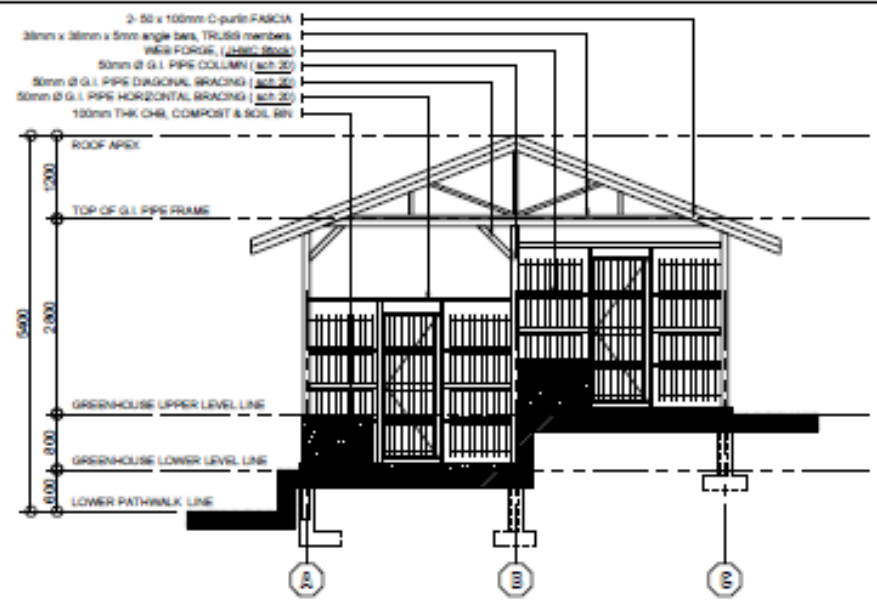 2- 50 x 100mm C-purlin FASCIA
38mm x 38mm x 5mm angle bars, TRUSS members
WEB FORGE, (JHMC Stock)
50mm Ø G.I. PIPE COLUMN ( sch 20)
50mm Ø G.I. PIPE DIAGONAL BRACING ( sch 20)
50mm Ø G.I. PIPE HORIZONTAL BRACING ( sch 20)
100mm THK CHB, COMPOST & SOIL BIN
ROOF APEX
1200
TOP OF G.I. PIPE FRAME
5400
2800
GREENHOUSE UPPER LEVEL LINE
800
GREENHOUSE LOWER LEVEL LINE
600
LOWER PATHWALK LINE
A
B